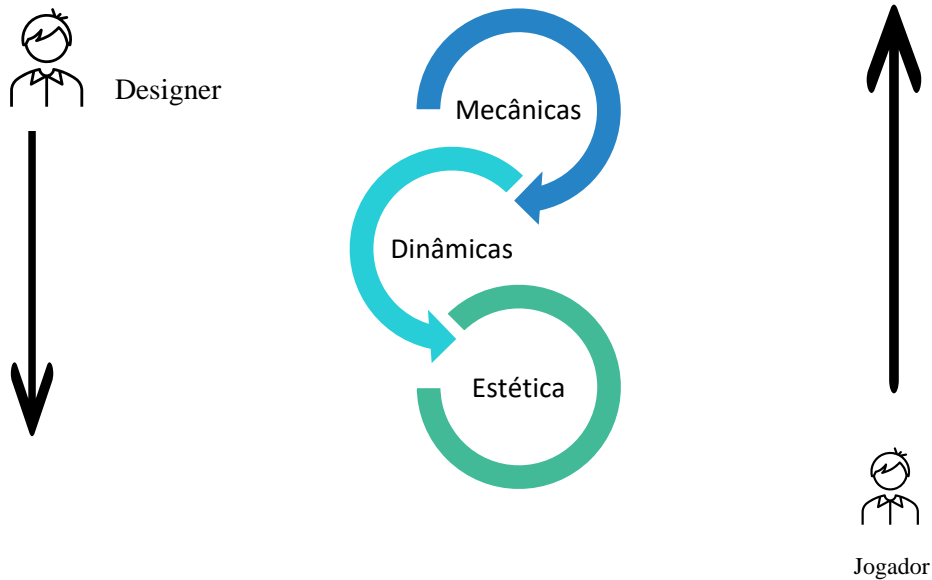 Designer
Mecânicas
Dinâmicas
Estética
Jogador